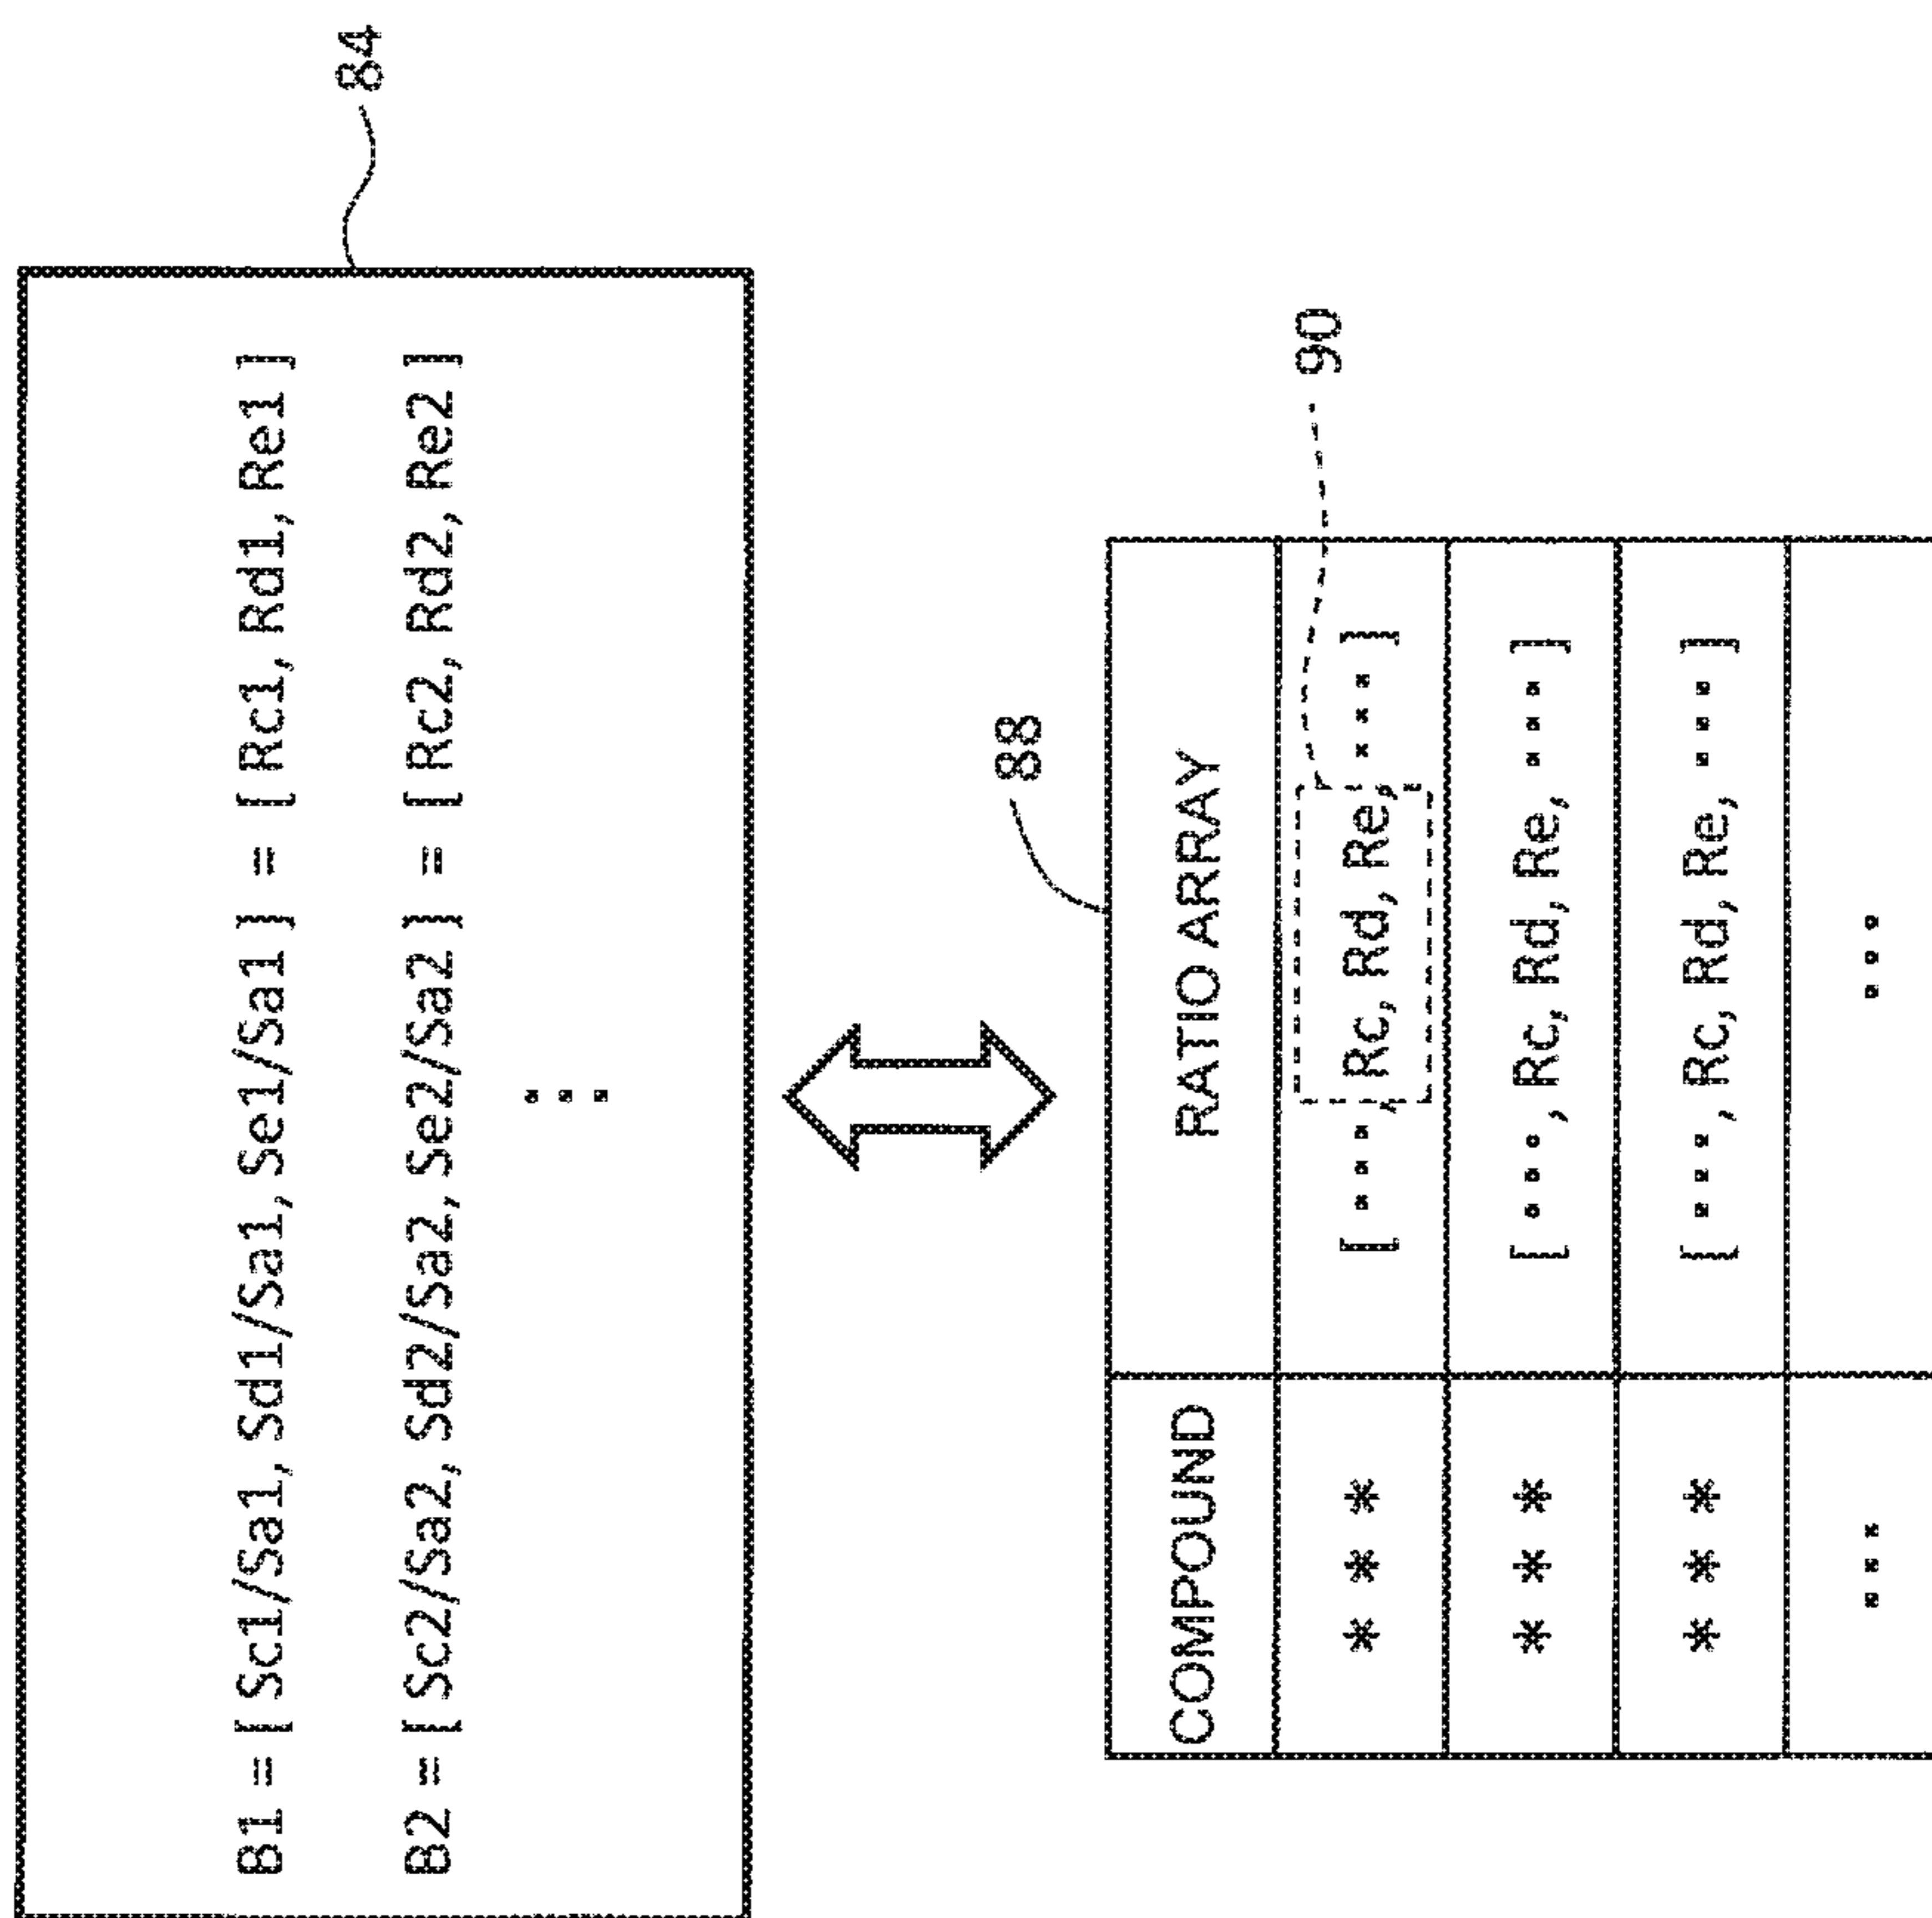 84
B1 = [ Sc1/Sa1, Sd1/Sa1, Se1/Sa1 ] = [ Rc1, Rd1, Re1 ]
B2 = [ Sc2/Sa2, Sd2/Sa2, Se2/Sa2 ] = [ Rc2, Rd2, Re2 ]
...
88
90
COMPOUND RATIO ARRAY
* * * [ ..., Rc, Rd, Re, ... ]
* * * [ ..., Rc, Rd, Re, ... ]
* * * [ ..., Rc, Rd, Re, ... ]
... ...